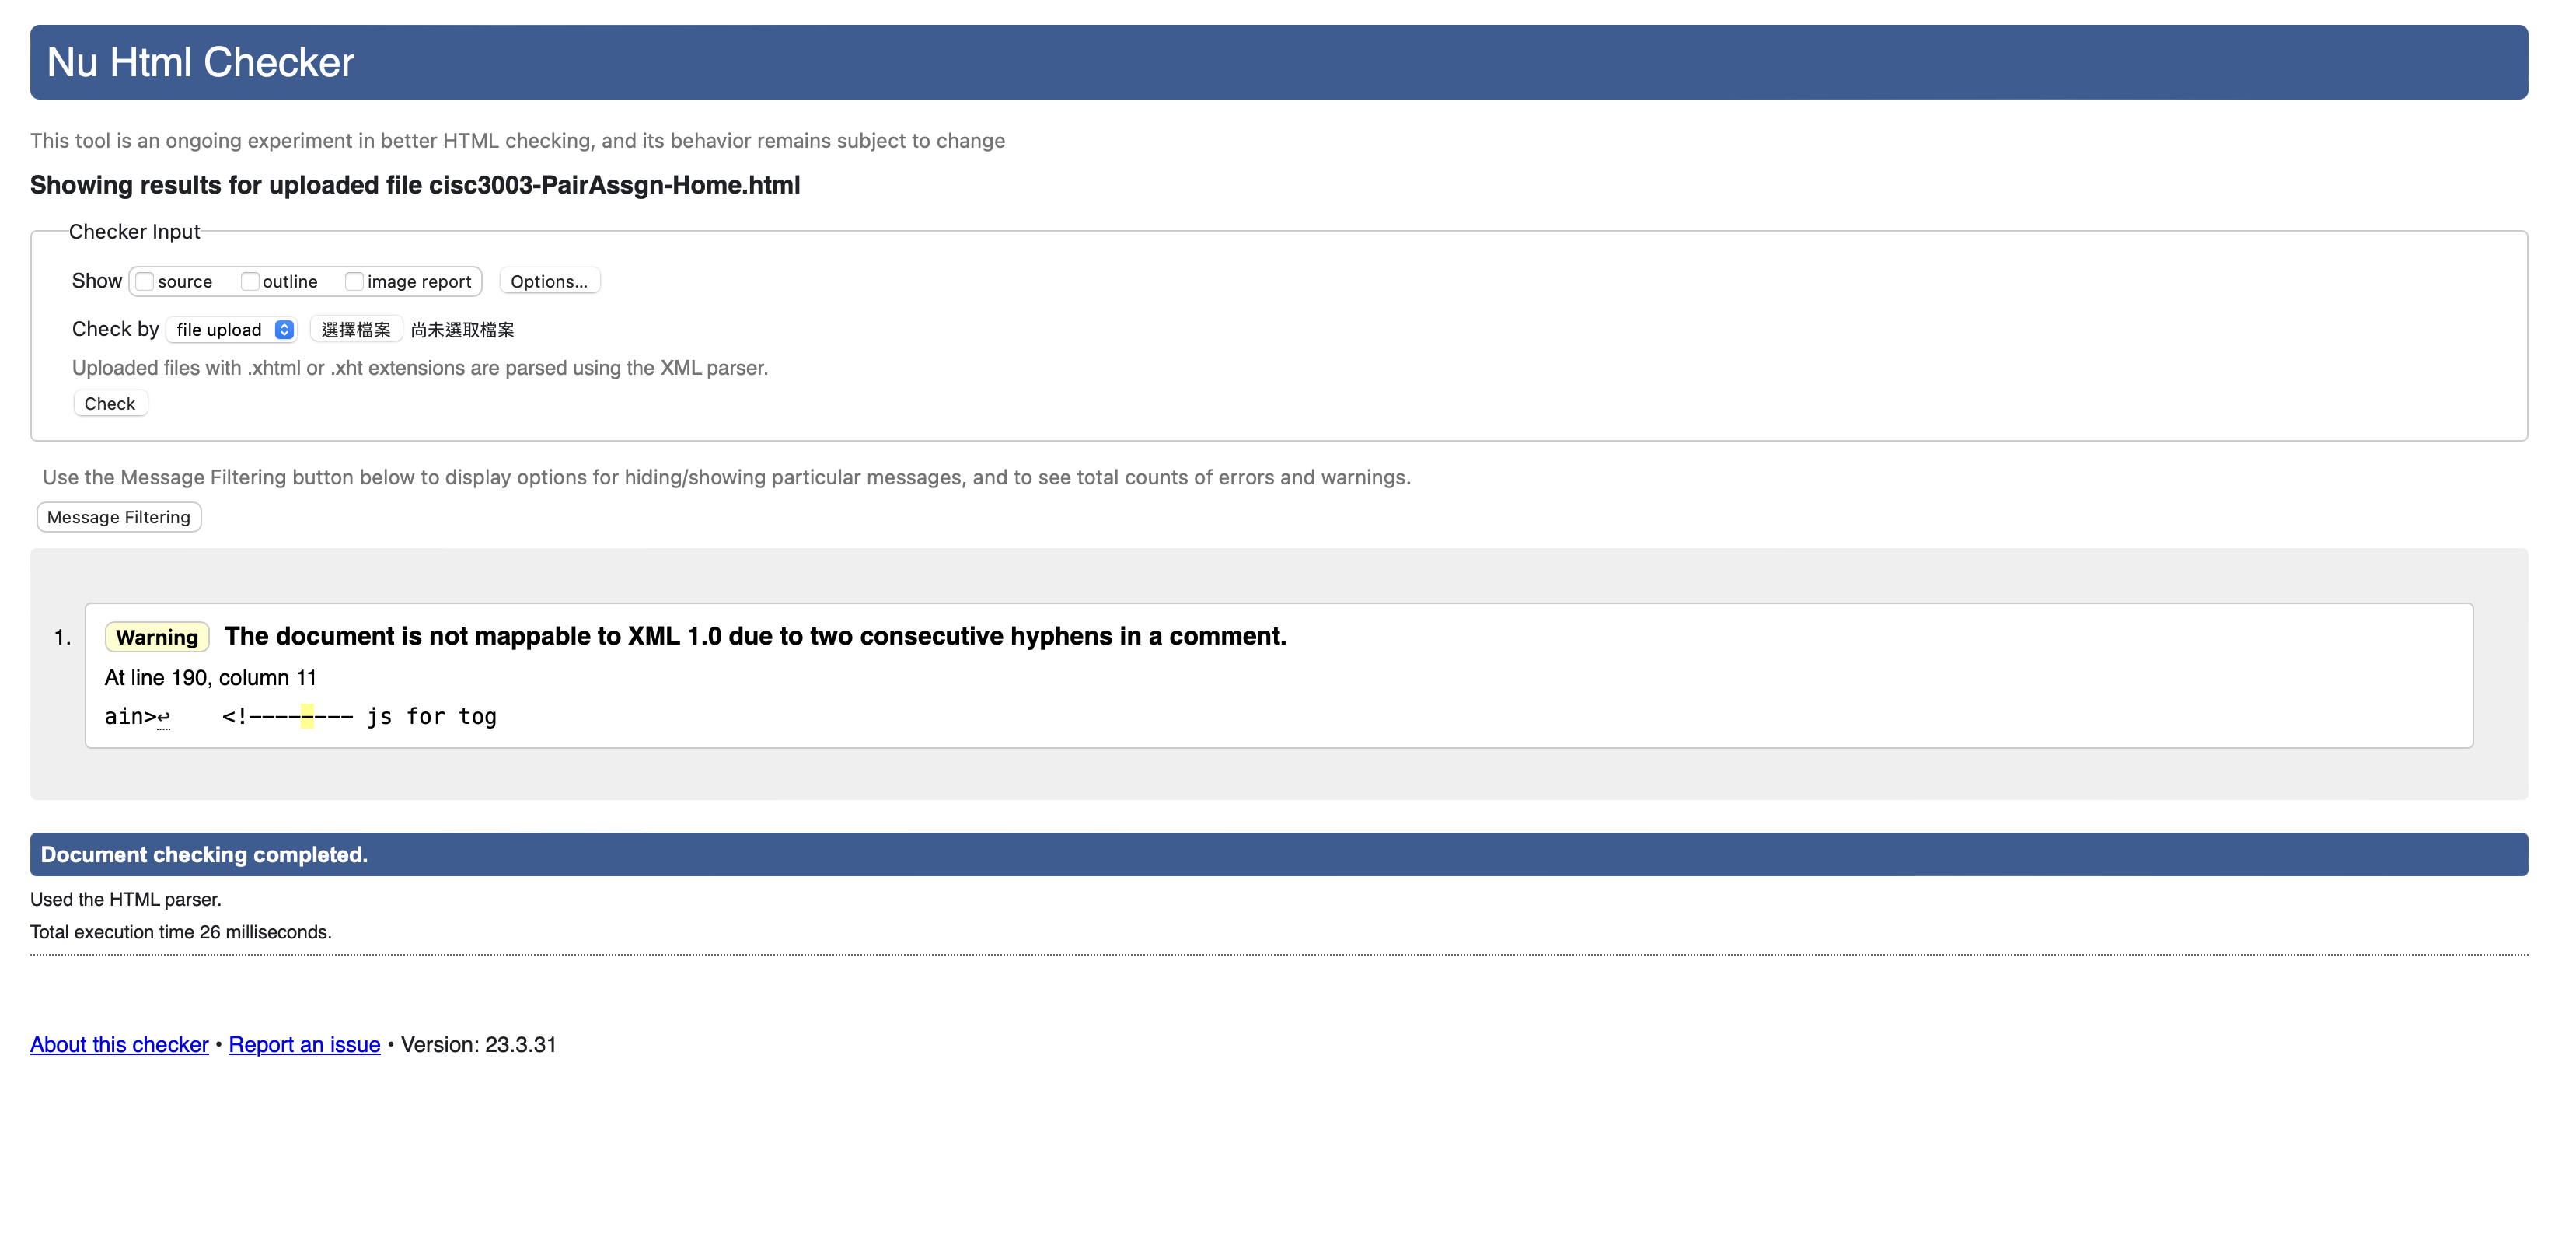 Nu Html Checker
This tool is an ongoing experiment in better HTML checking, and its behavior remains subject to change
Showing results for uploaded file cisc3003-PairAssgn-Home.html
Checker Input
Show source outline image report Options...
Check by file upload 選擇檔案 尚未選取檔案
Uploaded files with .xhtml or .xht extensions are parsed using the XML parser.
Check
Use the Message Filtering button below to display options for hiding/showing particular messages, and to see total counts of errors and warnings.
Message Filtering
1. Warning The document is not mappable to XML 1.0 due to two consecutive hyphens in a comment.
At line 190, column 11
ain>↩    <!-------- js for tog
Document checking completed.
Used the HTML parser.
Total execution time 26 milliseconds.
About this checker • Report an issue • Version: 23.3.31